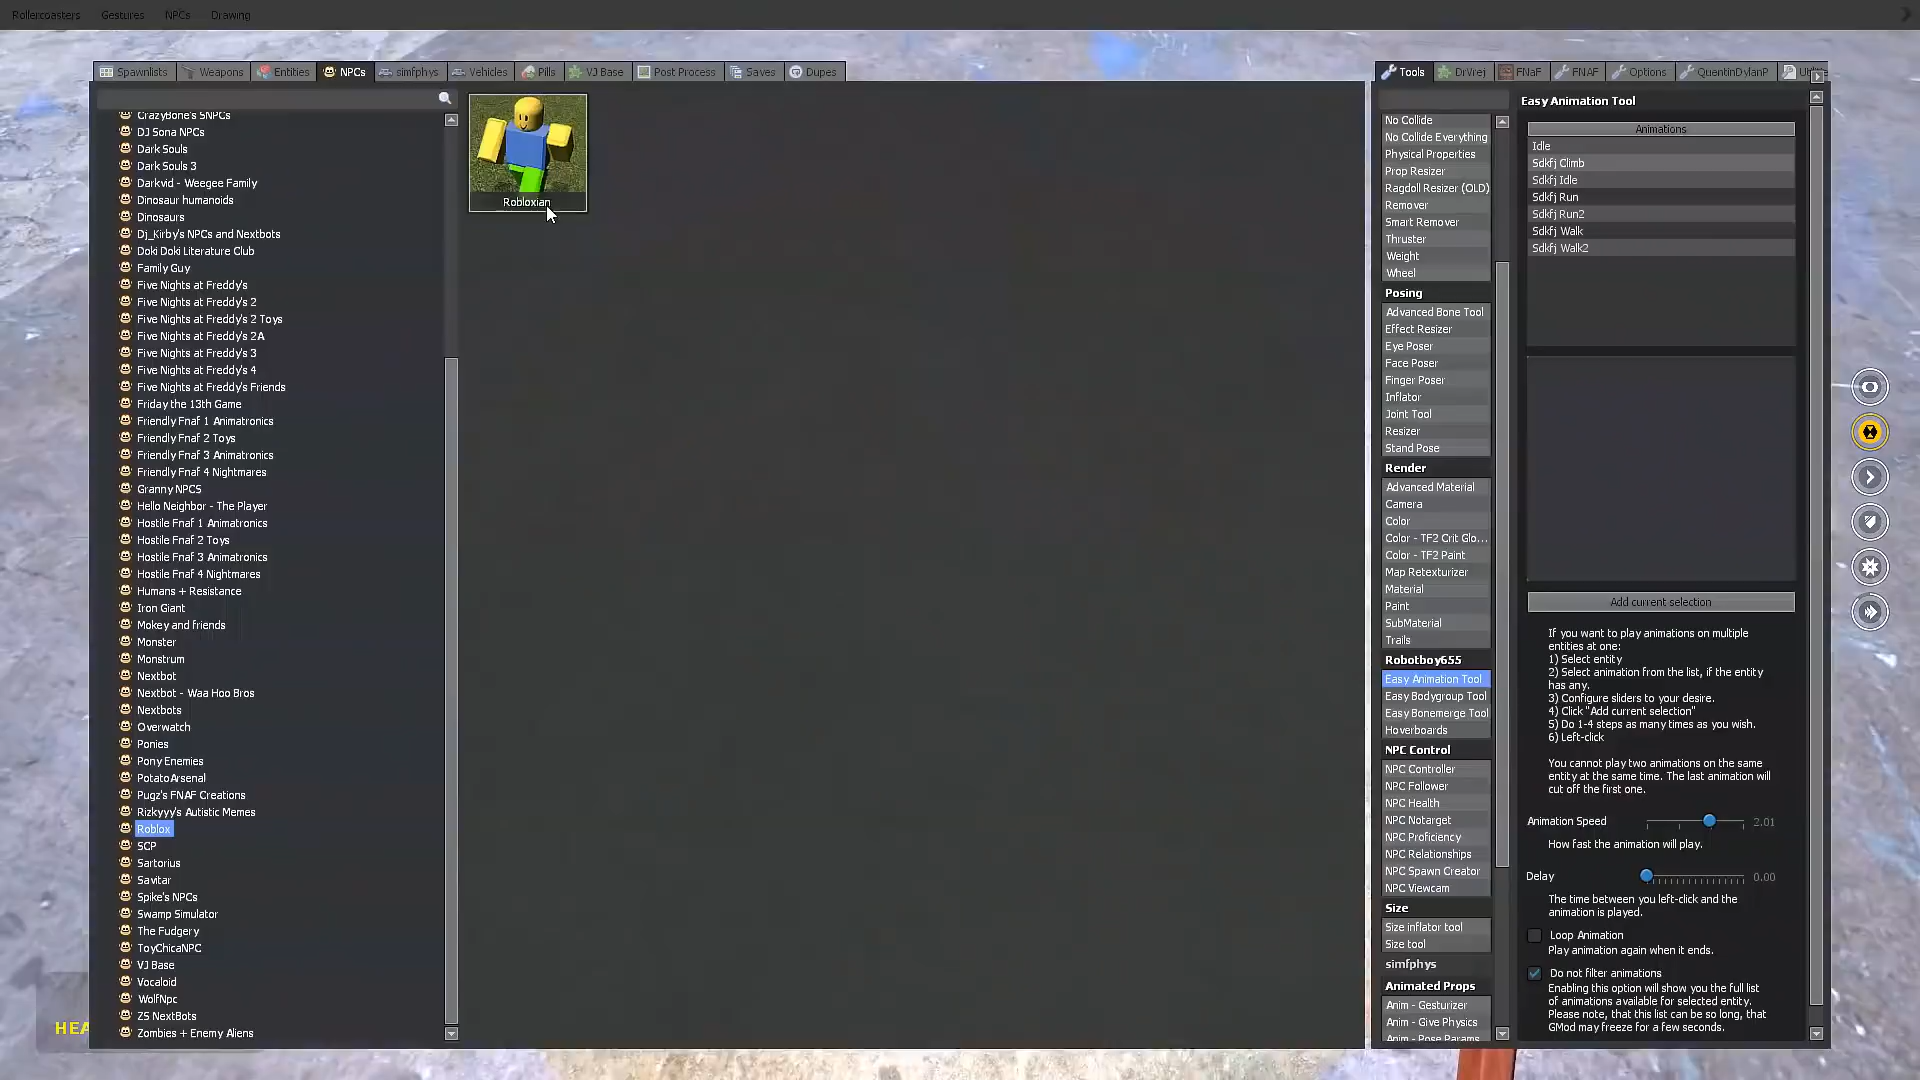 Rollercoasters Gestures NPCs Drawing
Spawnlists Weapons Entities NPCs simfphys Vehicles Pills VJ Base Post Process Saves Dupes
CrazyBone's SNPCs
DJ Sona NPCs
Dark Souls
Dark Souls 3
Darkvid - Weegee Family
Dinosaur humanoids
Dinosaurs
Dj_Kirby's NPCs and Nextbots
Doki Doki Literature Club
Family Guy
Five Nights at Freddy's
Five Nights at Freddy's 2
Five Nights at Freddy's 2 Toys
Five Nights at Freddy's 2A
Five Nights at Freddy's 3
Five Nights at Freddy's 4
Five Nights at Freddy's Friends
Friday the 13th Game
Friendly Fnaf 1 Animatronics
Friendly Fnaf 2 Toys
Friendly Fnaf 3 Animatronics
Friendly Fnaf 4 Nightmares
Granny NPCS
Hello Neighbor - The Player
Hostile Fnaf 1 Animatronics
Hostile Fnaf 2 Toys
Hostile Fnaf 3 Animatronics
Hostile Fnaf 4 Nightmares
Humans + Resistance
Iron Giant
Mokey and friends
Monster
Monstrum
Nextbot
Nextbot - Waa Hoo Bros
Nextbots
Overwatch
Ponies
Pony Enemies
PotatoArsenal
Pugz's FNAF Creations
Rizkyyy's Autistic Memes
Roblox
SCP
Sartorius
Savitar
Spike's NPCs
Swamp Simulator
The Fudgery
ToyChicaNPC
VJ Base
Vocaloid
WolfNpc
ZS NextBots
Zombies + Enemy Aliens
HEA
Robloxian
Tools DrVrej FNaF FNAF Options QuentinDylanP
No Collide
No Collide Everything
Physical Properties
Prop Resizer
Ragdoll Resizer (OLD)
Remover
Smart Remover
Thruster
Weight
Wheel
Posing
Advanced Bone Tool
Effect Resizer
Eye Poser
Face Poser
Finger Poser
Inflator
Joint Tool
Resizer
Stand Pose
Render
Advanced Material
Camera
Color
Color - TF2 Crit Glo...
Color - TF2 Paint
Map Retexturizer
Material
Paint
SubMaterial
Trails
Robotboy655
Easy Animation Tool
Easy Bodygroup Tool
Easy Bonemerge Tool
Hoverboards
NPC Control
NPC Controller
NPC Follower
NPC Health
NPC Notarget
NPC Proficiency
NPC Relationships
NPC Spawn Creator
NPC Viewcam
Size
Size inflator tool
Size tool
simfphys
Animated Props
Anim - Gesturizer
Anim - Give Physics
Anim - Pose Params
Easy Animation Tool
Animations
Idle
Sdkfj Climb
Sdkfj Idle
Sdkfj Run
Sdkfj Run2
Sdkfj Walk
Sdkfj Walk2
Add current selection
If you want to play animations on multiple
entities at one:
1) Select entity
2) Select animation from the list, if the entity
has any.
3) Configure sliders to your desire.
4) Click "Add current selection"
5) Do 1-4 steps as many times as you wish.
6) Left-click
You cannot play two animations on the same
entity at the same time. The last animation will
cut off the first one.
Animation Speed 2.01
How fast the animation will play.
Delay 0.00
The time between you left-click and the
animation is played.
Loop Animation
Play animation again when it ends.
Do not filter animations
Enabling this option will show you the full list
of animations available for selected entity.
Please note, that this list can be so long, that
GMod may freeze for a few seconds.